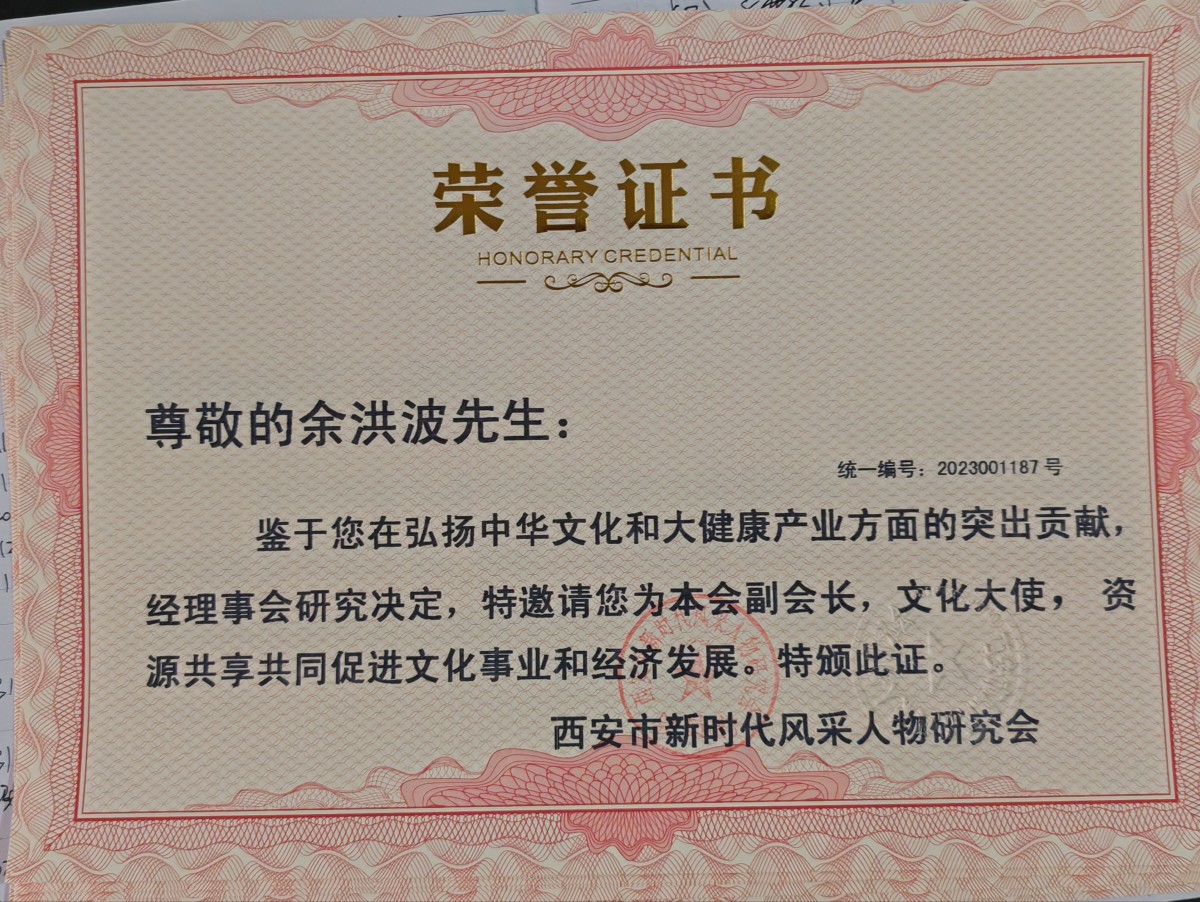 荣誉证书
HONORARY CREDENTIAL
尊敬的余洪波先生：
统一编号：2023001187号
鉴于您在弘扬中华文化和大健康产业方面的突出贡献，
经理事会研究决定，特邀请您为本会副会长，文化大使，资
源共享共同促进文化事业和经济发展。特颁此证。
西安市新时代风采人物研究会